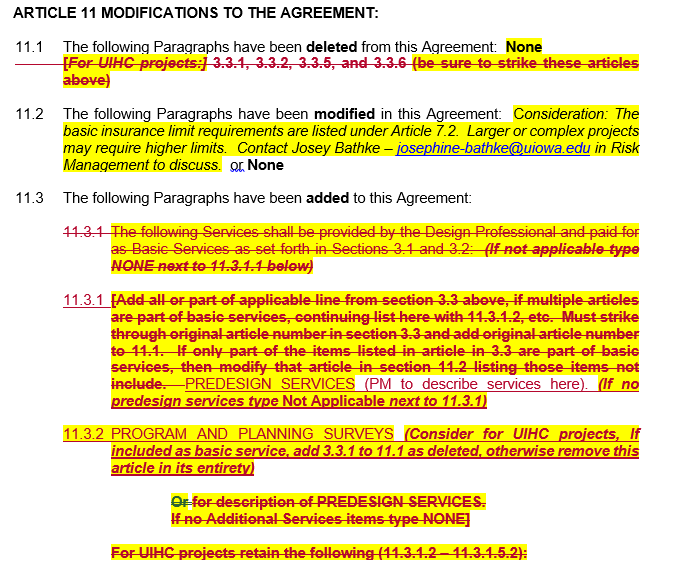 ARTICLE 11 MODIFICATIONS TO THE AGREEMENT:
11.1 The following Paragraphs have been deleted from this Agreement: None
[For UIHC projects:] 3.3.1, 3.3.2, 3.3.5, and 3.3.6 (be sure to strike these articles
above)
11.2 The following Paragraphs have been modified in this Agreement: Consideration: The
basic insurance limit requirements are listed under Article 7.2. Larger or complex projects
may require higher limits. Contact Josey Bathke – josephine-bathke@uiowa.edu in Risk
Management to discuss. or None
11.3 The following Paragraphs have been added to this Agreement:
11.3.1 The following Services shall be provided by the Design Professional and paid for
as Basic Services as set forth in Sections 3.1 and 3.2: (If not applicable type
NONE next to 11.3.1.1 below)
11.3.1 [Add all or part of applicable line from section 3.3 above, if multiple articles
are part of basic services, continuing list here with 11.3.1.2, etc. Must strike
through original article number in section 3.3 and add original article number
to 11.1. If only part of the items listed in article in 3.3 are part of basic
services, then modify that article in section 11.2 listing those items not
include. PREDESIGN SERVICES (PM to describe services here). (If no
predesign services type Not Applicable next to 11.3.1)
11.3.2 PROGRAM AND PLANNING SURVEYS (Consider for UIHC projects, If
included as basic service, add 3.3.1 to 11.1 as deleted, otherwise remove this
article in its entirety)
Or for description of PREDESIGN SERVICES.
If no Additional Services items type NONE]
For UIHC projects retain the following (11.3.1.2 – 11.3.1.5.2):